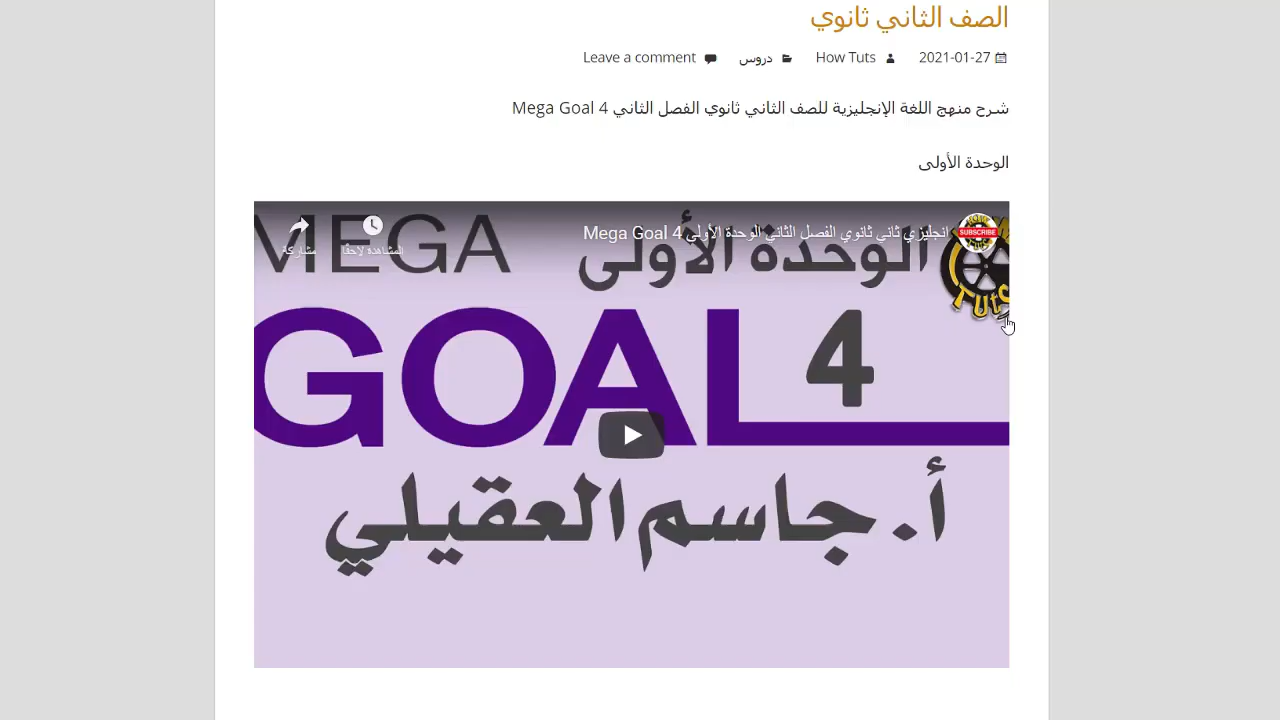 الصف الثاني ثانوي
2021-01-27 How Tuts دروس Leave a comment
شرح منهج اللغة الإنجليزية للصف الثاني ثانوي الفصل الثاني Mega Goal 4
الوحدة الأولى
انجليزي ثاني ثانوي الفصل الثاني الوحدة الأولى Mega Goal 4
SUBSCRIBE
المشاهدة لاحقًا
مشاركة
MEGA
الوحدة الأولى
Tuts
GOAL 4
أ. جاسم العقيلي